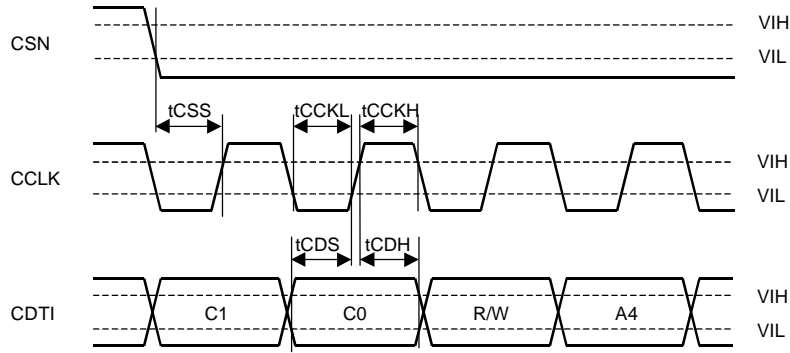 CSN
VIH
VIL
tCSS
tCCKL
tCCKH
CCLK
VIH
VIL
tCDS
tCDH
CDTI
C1
C0
R/W
A4
VIH
VIL